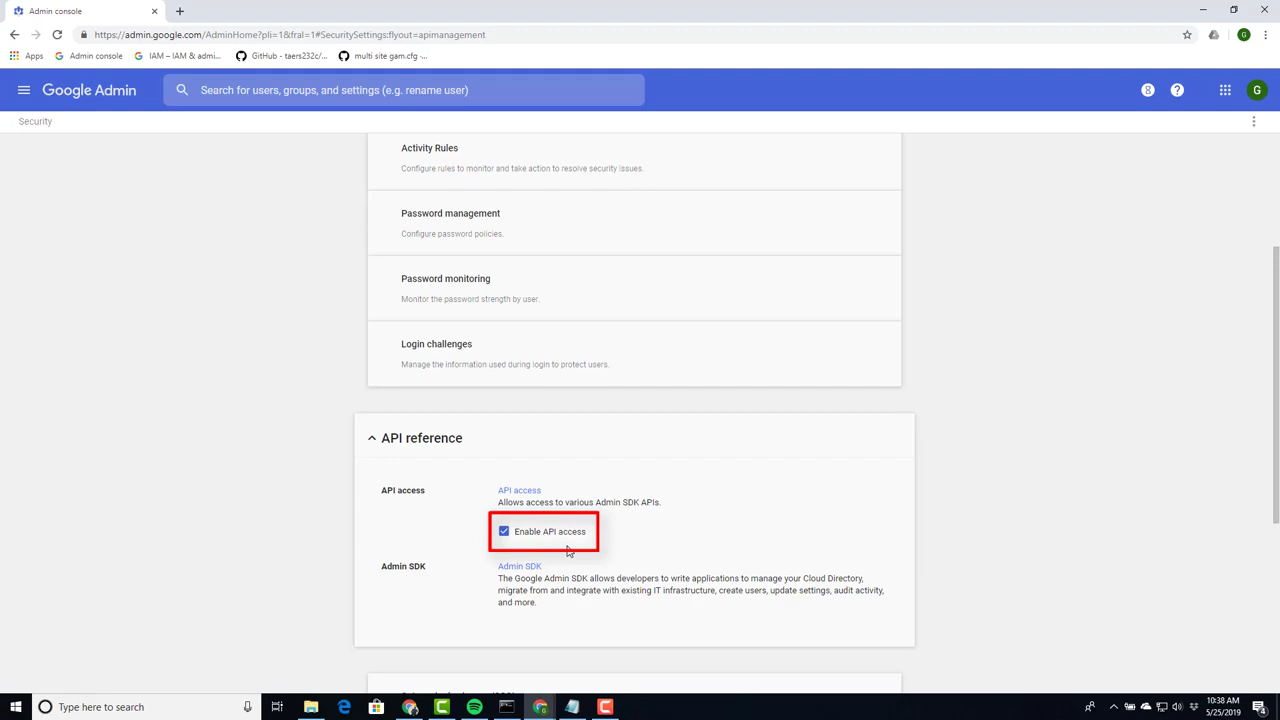 Admin console
https://admin.google.com/AdminHome?pli=1&fral=1#SecuritySettings:flyout=apimanagement
G
Apps
Admin console
IAM – IAM & admi...
GitHub - taers232c/...
multi site gam.cfg -...
Google Admin
Search for users, groups, and settings (e.g. rename user)
G
Security
Activity Rules
Configure rules to monitor and take action to resolve security issues.
Password management
Configure password policies.
Password monitoring
Monitor the password strength by user.
Login challenges
Manage the information used during login to protect users.
API reference
API access
API access
Allows access to various Admin SDK APIs.
Enable API access
Admin SDK
Admin SDK
The Google Admin SDK allows developers to write applications to manage your Cloud Directory,
migrate from and integrate with existing IT infrastructure, create users, update settings, audit activity,
and more.
Type here to search
10:38 AM
5/25/2019